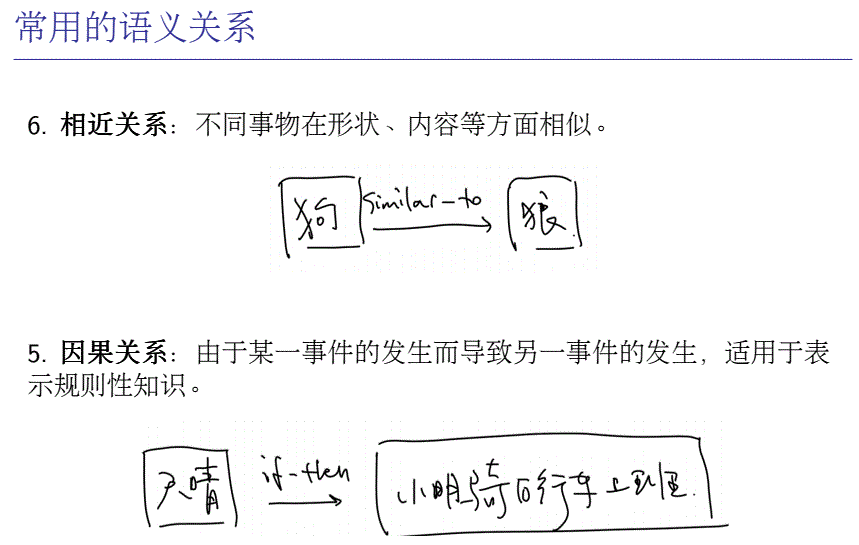 常用的语义关系
6. 相近关系：不同事物在形状、内容等方面相似。
狗 similar-to 狼
5. 因果关系：由于某一事件的发生而导致另一事件的发生，适用于表
示规则性知识。
天晴 if-then 小明骑自行车上班